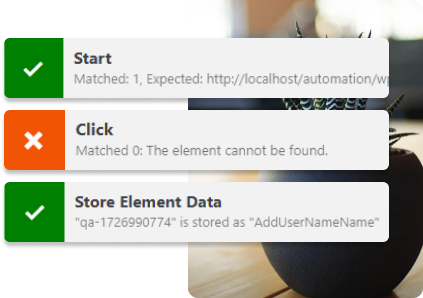 Start
Matched: 1, Expected: http://localhost/automation/wp
Click
Matched 0: The element cannot be found.
Store Element Data
"qa-1726990774" is stored as "AddUserNameName"